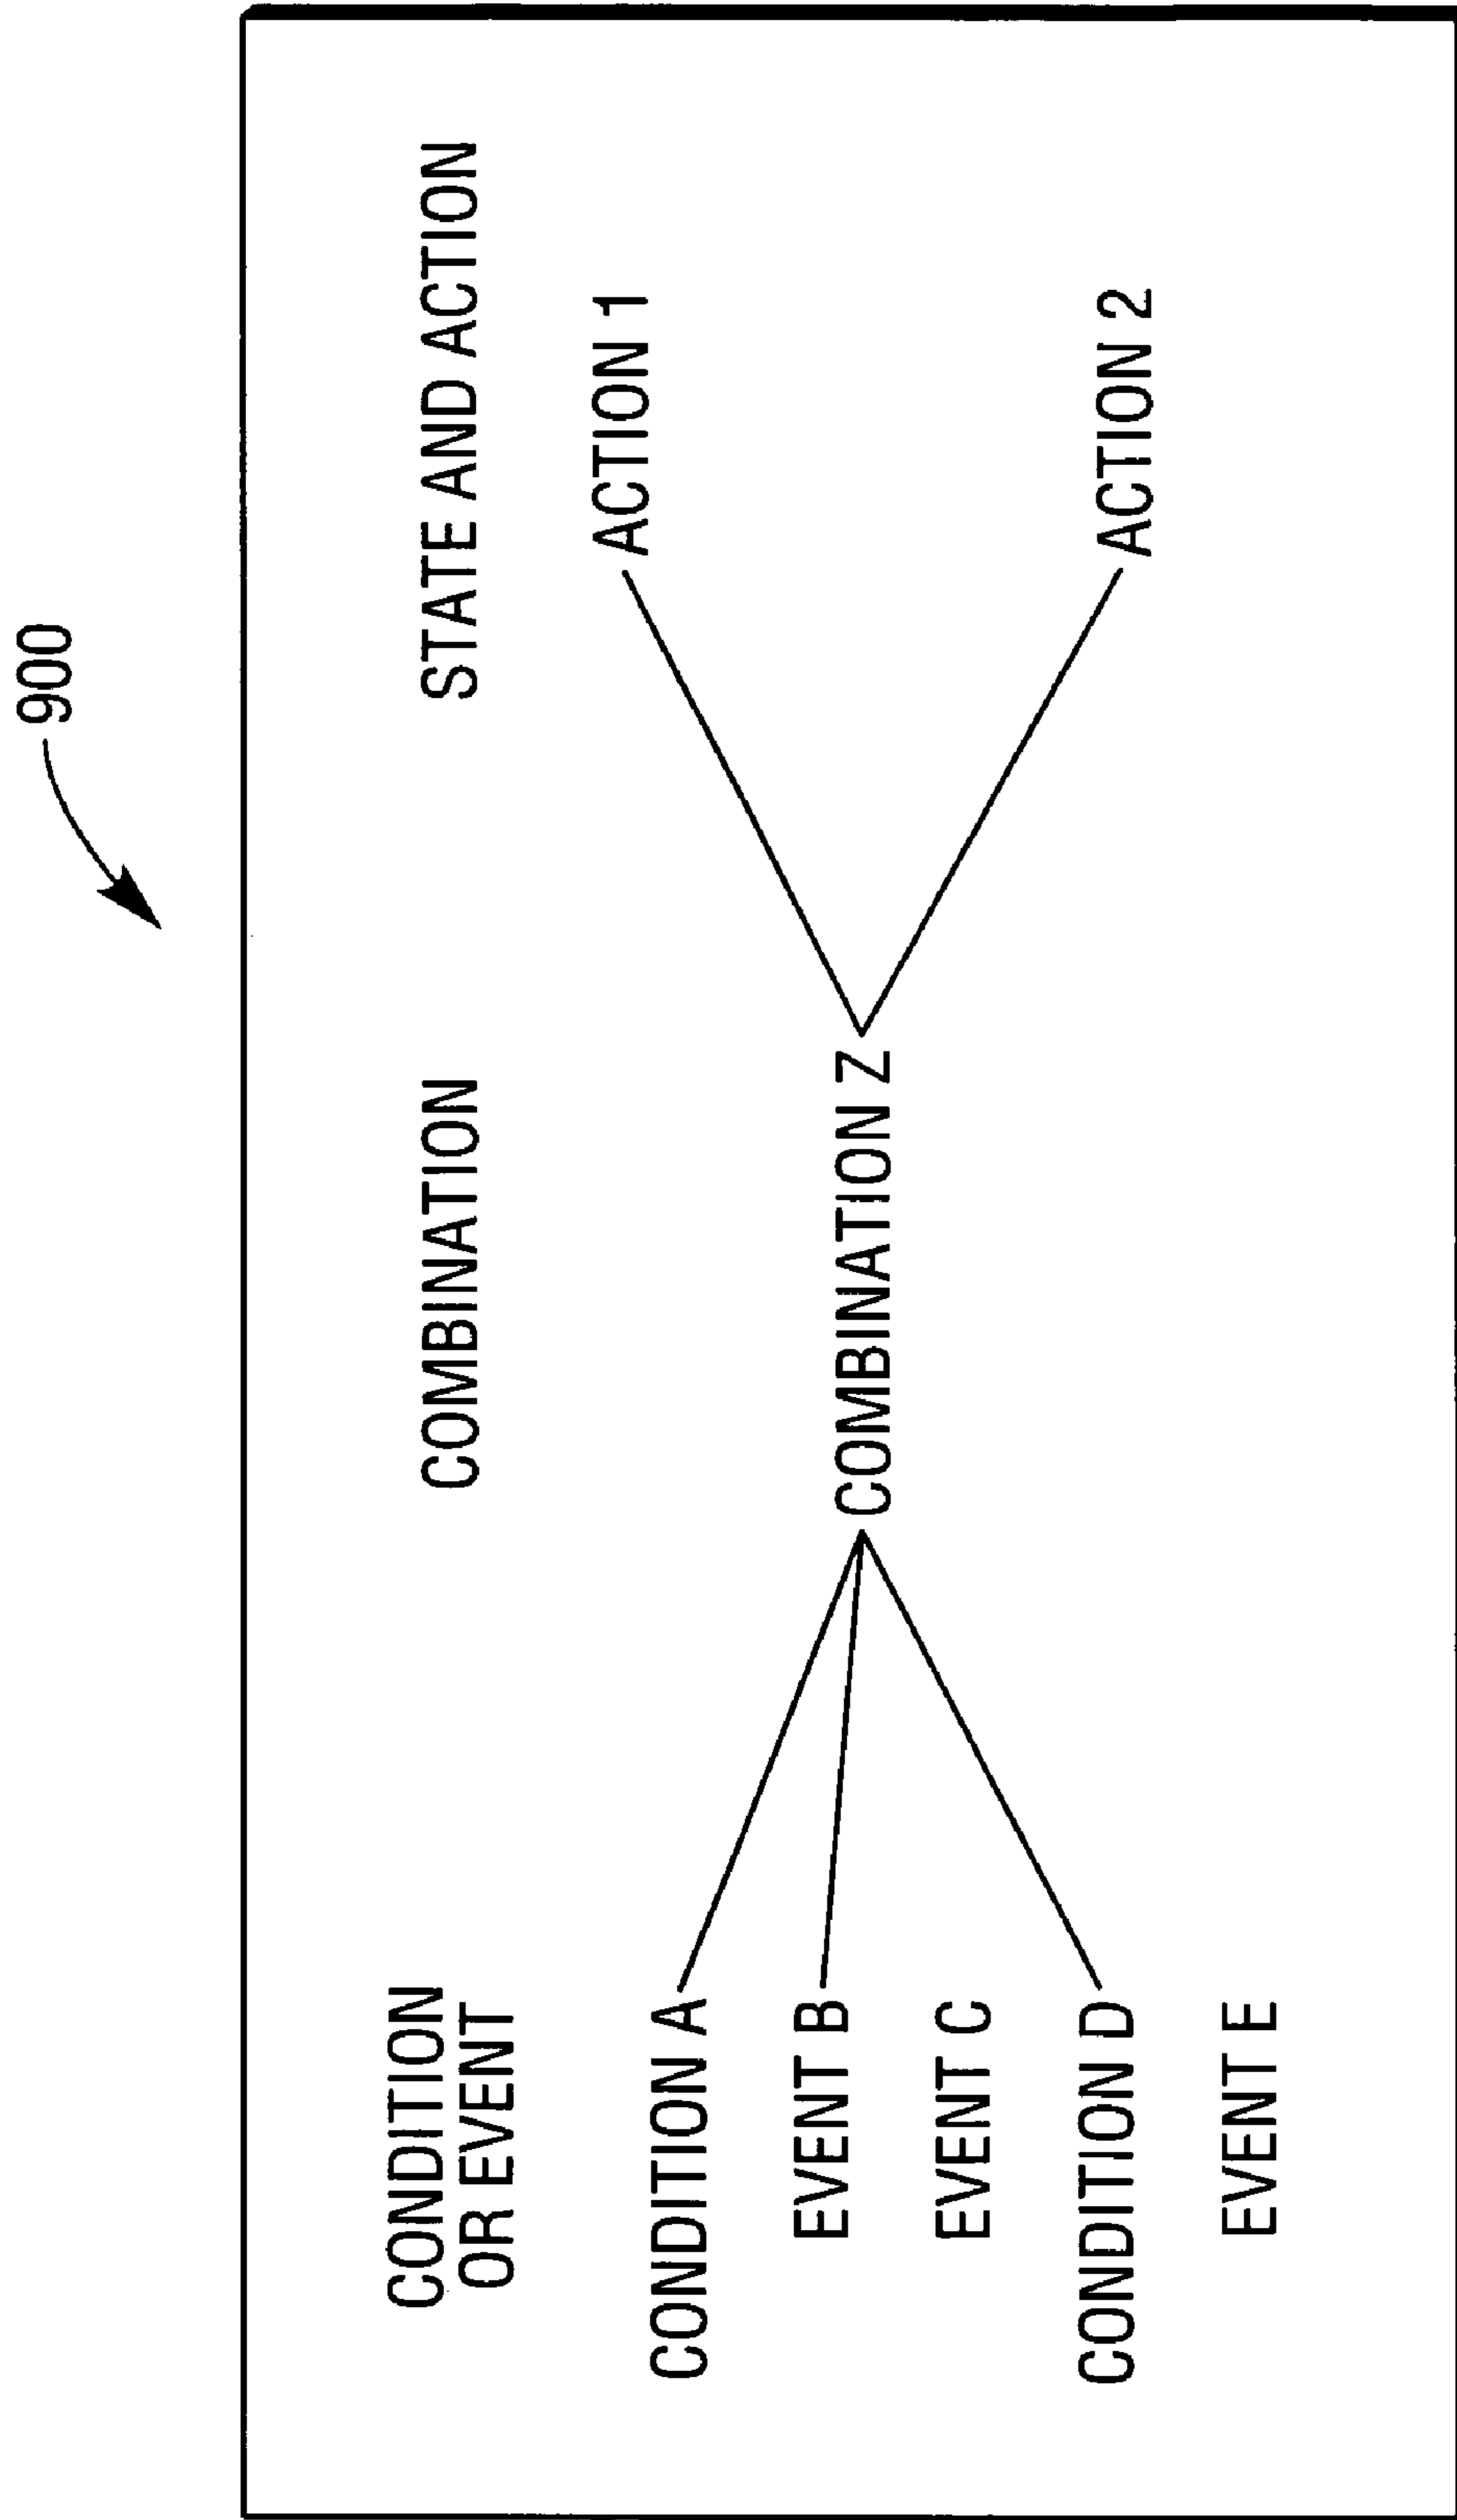 900
CONDITION
OR EVENT
COMBINATION
STATE AND ACTION
CONDITION A
EVENT B
EVENT C
CONDITION D
EVENT E
COMBINATION Z
ACTION 1
ACTION 2